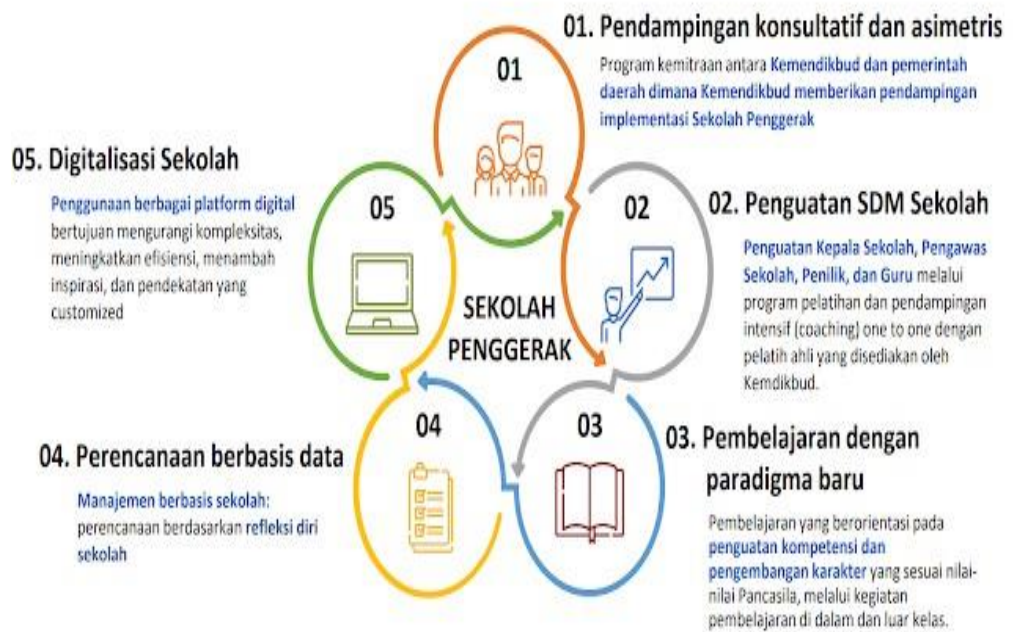 01. Pendampingan konsultatif dan asimetris
Program kemitraan antara Kemendikbud dan pemerintah
daerah dimana Kemendikbud memberikan pendampingan
implementasi Sekolah Penggerak
01
02. Penguatan SDM Sekolah
Penguatan Kepala Sekolah, Pengawas
Sekolah, Penilik, dan Guru melalui
program pelatihan dan pendampingan
intensif (coaching) one to one dengan
pelatih ahli yang disediakan oleh
Kemdikbud.
02
03. Pembelajaran dengan
paradigma baru
Pembelajaran yang berorientasi pada
penguatan kompetensi dan
pengembangan karakter yang sesuai nilai-
nilai Pancasila, melalui kegiatan
pembelajaran di dalam dan luar kelas.
03
04. Perencanaan berbasis data
Manajemen berbasis sekolah:
perencanaan berdasarkan refleksi diri
sekolah
04
05. Digitalisasi Sekolah
Penggunaan berbagai platform digital
bertujuan mengurangi kompleksitas,
meningkatkan efisiensi, menambah
inspirasi, dan pendekatan yang
customized
05
SEKOLAH
PENGGERAK